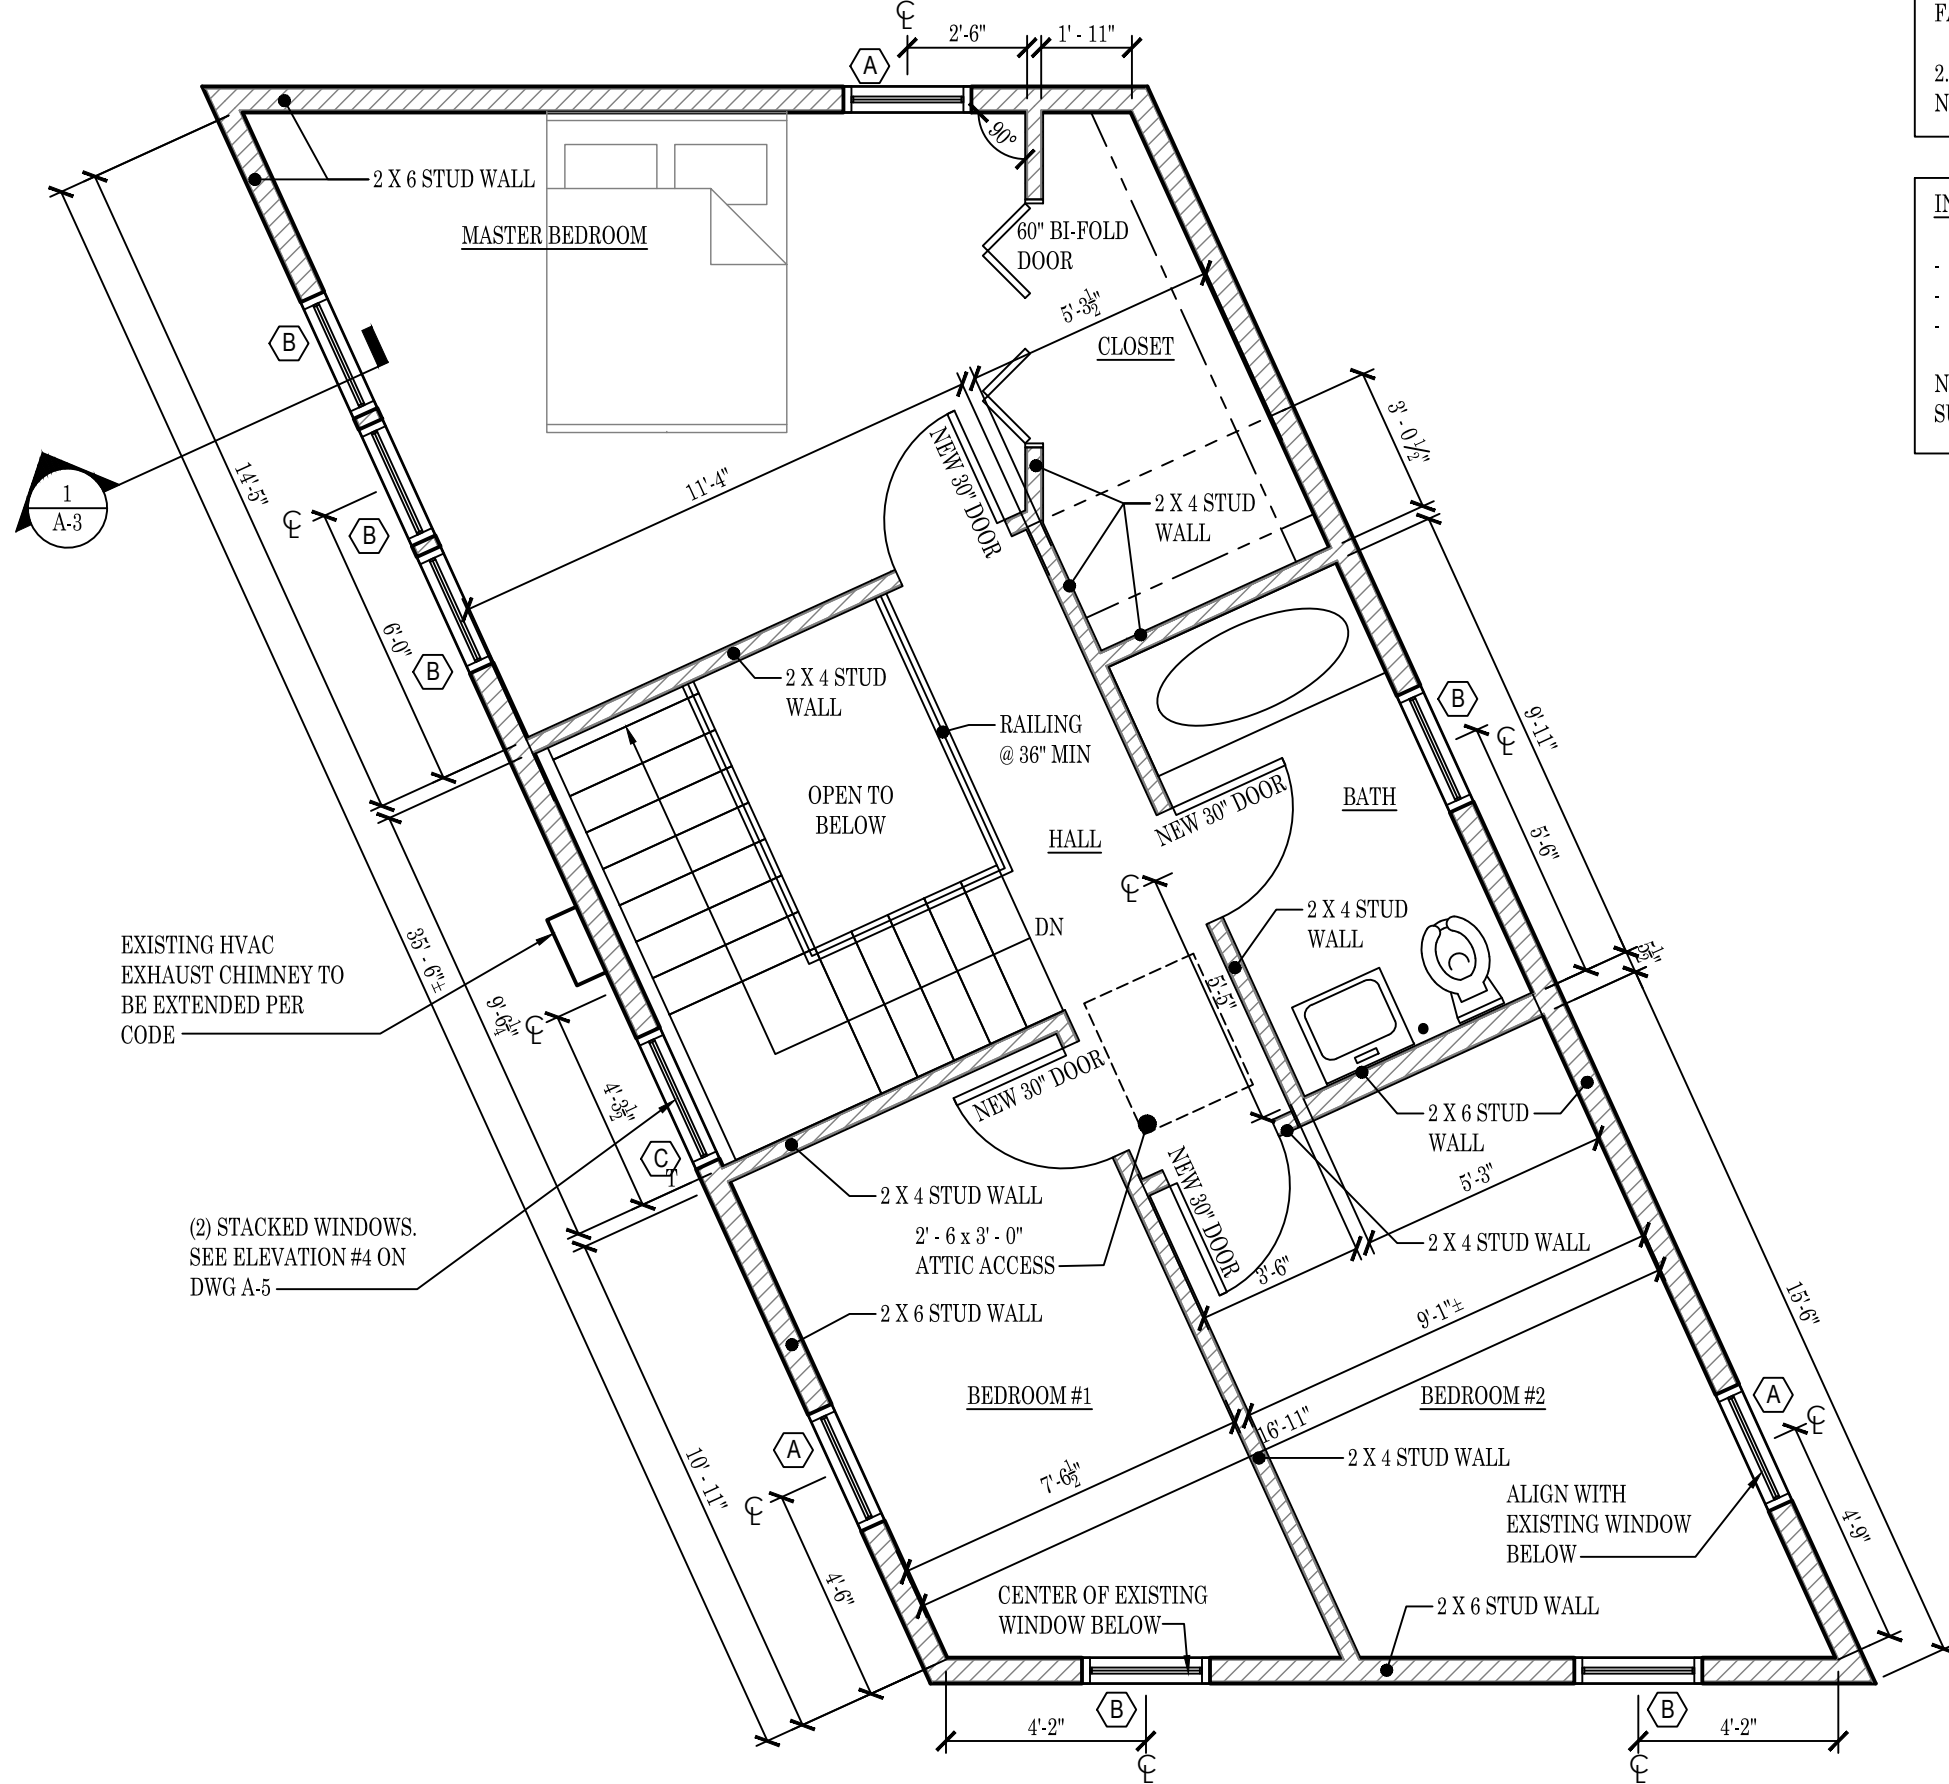 2'-6"
1' - 11"
A
90°
2 X 6 STUD WALL
MASTER BEDROOM
60" BI-FOLD
DOOR
5'-3½"
CLOSET
B
1
A-3
14'-5"
B
6'-0"
B
11'-4"
NEW 30" DOOR
3' - 0½"
2 X 4 STUD
WALL
2 X 4 STUD
WALL
RAILING
@ 36" MIN
B
9'-11"
5'-6"
OPEN TO
BELOW
HALL
NEW 30" DOOR
BATH
DN
2 X 4 STUD
WALL
5½"
5'-5"
EXISTING HVAC
EXHAUST CHIMNEY TO
BE EXTENDED PER
CODE
35' - 6"±
9'-6¼"
4'-3½"
C
T
NEW 30" DOOR
2 X 6 STUD
WALL
5'-3"
(2) STACKED WINDOWS.
SEE ELEVATION #4 ON
DWG A-5
2 X 4 STUD WALL
2' - 6 x 3' - 0"
ATTIC ACCESS
NEW 30" DOOR
3'-6"
2 X 4 STUD WALL
2 X 6 STUD WALL
9'-1"±
15'-6"
BEDROOM #1
BEDROOM #2
A
A
16'-11"
2 X 4 STUD WALL
7'-6½"
10' - 11"
4'-6"
ALIGN WITH
EXISTING WINDOW
BELOW
4'-9"
CENTER OF EXISTING
WINDOW BELOW
2 X 6 STUD WALL
B
B
4'-2"
4'-2"
2.